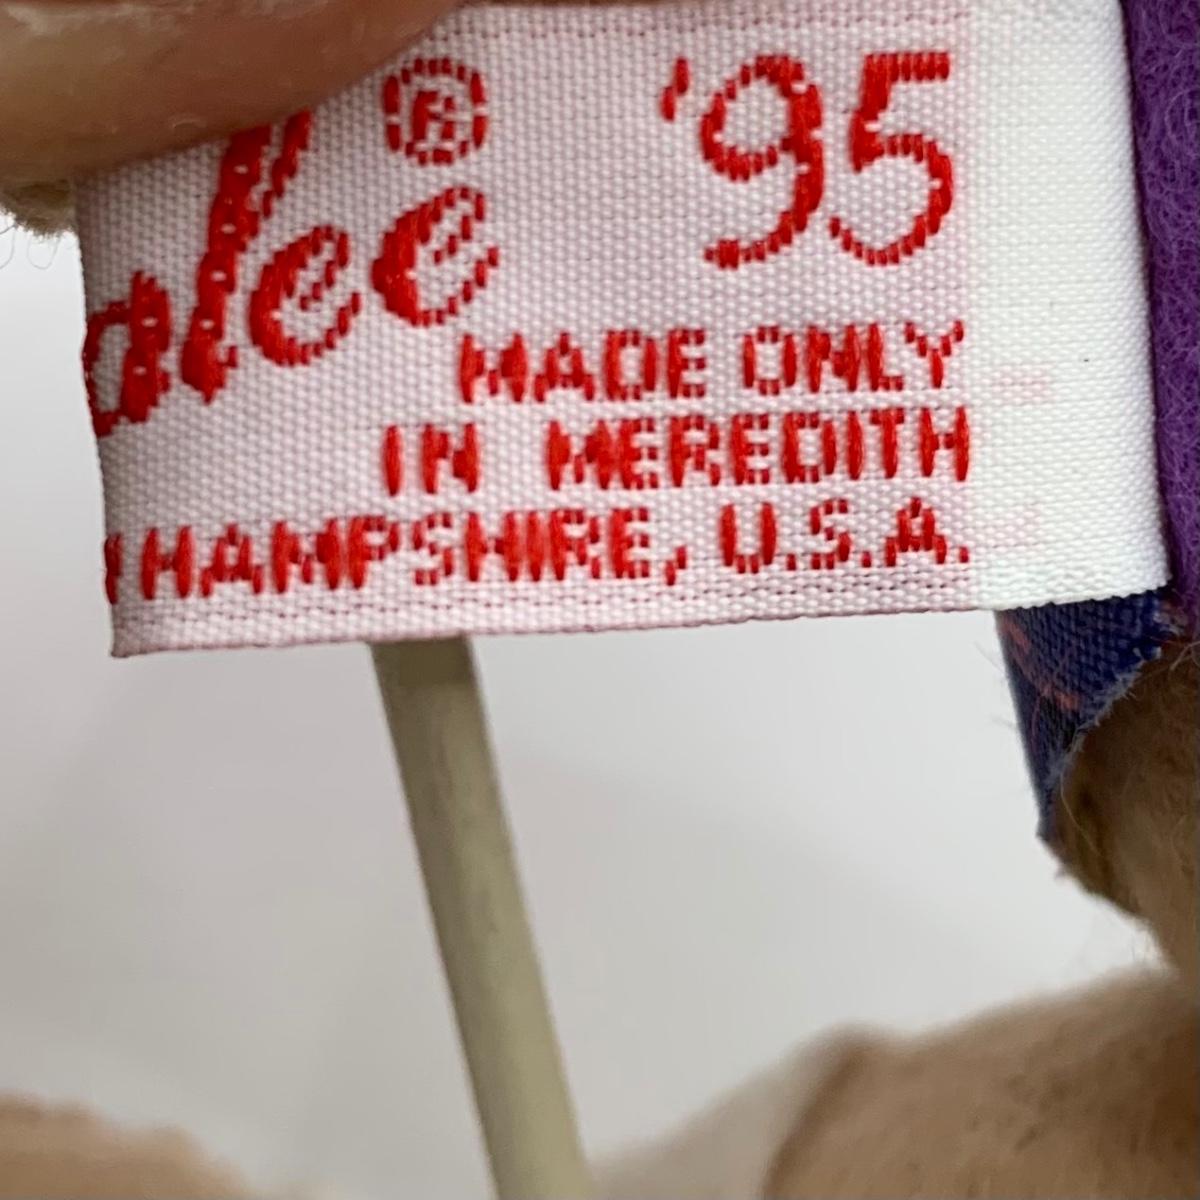 alee® '95
MADE ONLY
IN MEREDITH
HAMPSHIRE, U.S.A.